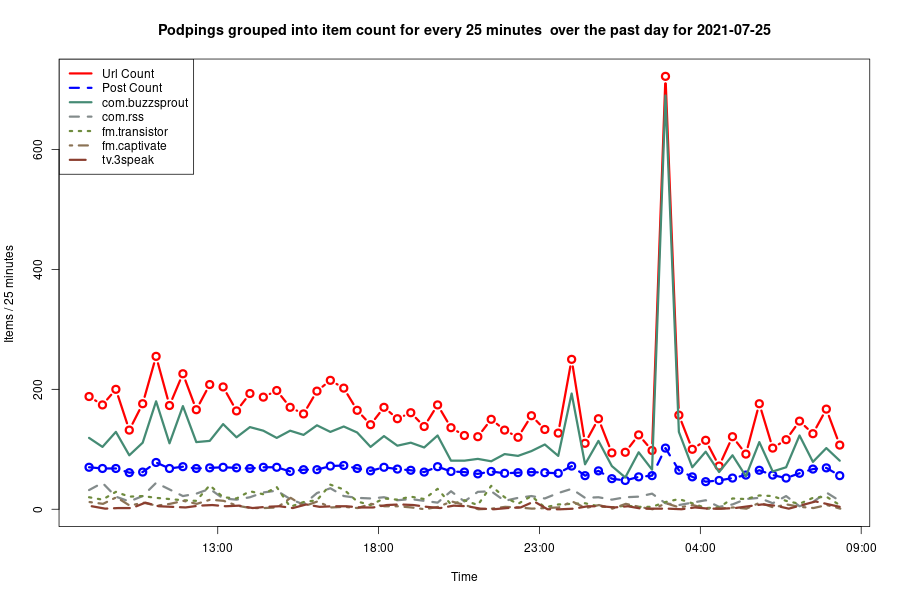 Podpings grouped into item count for every 25 minutes  over the past day for 2021-07-25
Url Count
Post Count
com.buzzsprout
com.rss
fm.transistor
fm.captivate
tv.3speak
Items / 25 minutes
600
400
200
0
13:00 18:00 23:00 04:00 09:00
Time